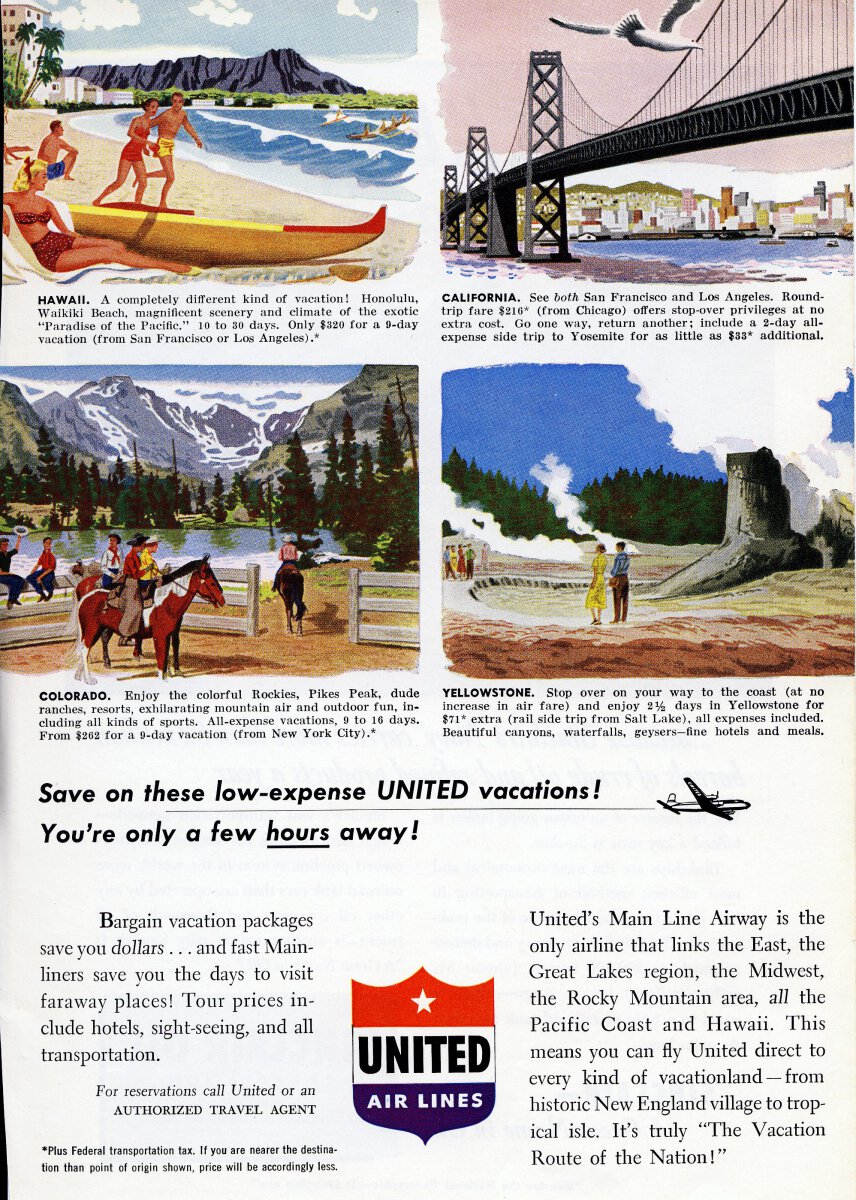 HAWAII. A completely different kind of vacation! Honolulu,
Waikiki Beach, magnificent scenery and climate of the exotic
"Paradise of the Pacific." 10 to 30 days. Only $320 for a 9-day
vacation (from San Francisco or Los Angeles).*
CALIFORNIA. See both San Francisco and Los Angeles. Round-
trip fare $216* (from Chicago) offers stop-over privileges at no
extra cost. Go one way, return another; include a 2-day all-
expense side trip to Yosemite for as little as $33* additional.
COLORADO. Enjoy the colorful Rockies, Pikes Peak, dude
ranches, resorts, exhilarating mountain air and outdoor fun, in-
cluding all kinds of sports. All-expense vacations, 9 to 16 days.
From $262 for a 9-day vacation (from New York City).*
YELLOWSTONE. Stop over on your way to the coast (at no
increase in air fare) and enjoy 2½ days in Yellowstone for
$71* extra (rail side trip from Salt Lake), all expenses included.
Beautiful canyons, waterfalls, geysers—fine hotels and meals.
Save on these low-expense UNITED vacations!
You're only a few hours away!
Bargain vacation packages
save you dollars . . . and fast Main-
liners save you the days to visit
faraway places! Tour prices in-
clude hotels, sight-seeing, and all
transportation.
For reservations call United or an
AUTHORIZED TRAVEL AGENT
*Plus Federal transportation tax. If you are nearer the destina-
tion than point of origin shown, price will be accordingly less.
UNITED
AIR LINES
United's Main Line Airway is the
only airline that links the East, the
Great Lakes region, the Midwest,
the Rocky Mountain area, all the
Pacific Coast and Hawaii. This
means you can fly United direct to
every kind of vacationland—from
historic New England village to trop-
ical isle. It's truly "The Vacation
Route of the Nation!"